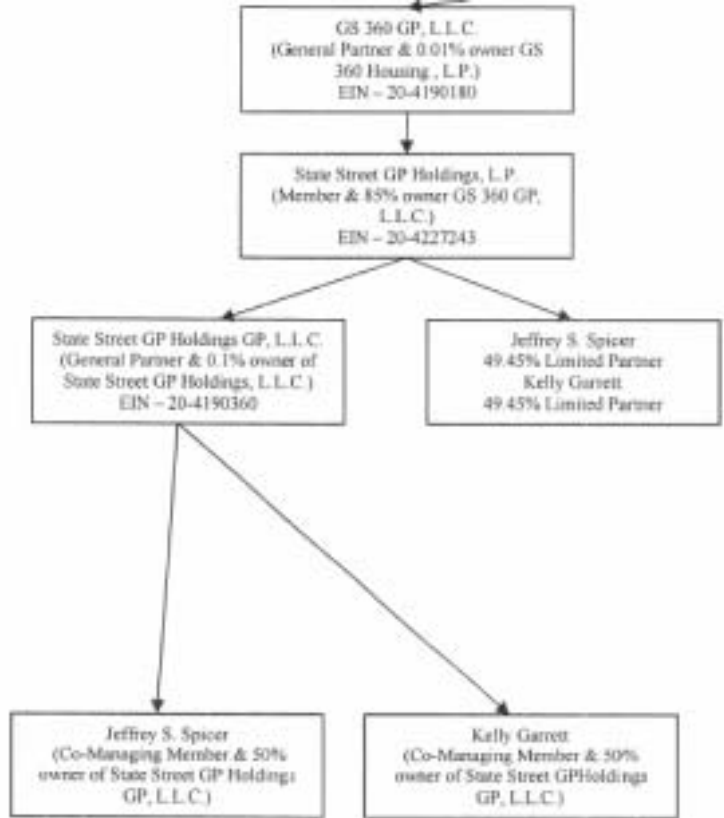 GS 360 GP, L.L.C.
(General Partner & 0.01% owner GS
360 Housing , L.P.)
EIN – 20-4190180
State Street GP Holdings, L.P.
(Member & 85% owner GS 360 GP,
L.L.C.)
EIN – 20-4227243
State Street GP Holdings GP, L.L.C.
(General Partner & 0.1% owner of
State Street GP Holdings, L.L.C.)
EIN – 20-4190360
Jeffrey S. Spicer
49.45% Limited Partner
Kelly Garrett
49.45% Limited Partner
Jeffrey S. Spicer
(Co-Managing Member & 50%
owner of State Street GP Holdings
GP, L.L.C.)
Kelly Garrett
(Co-Managing Member & 50%
owner of State Street GPHoldings
GP, L.L.C.)